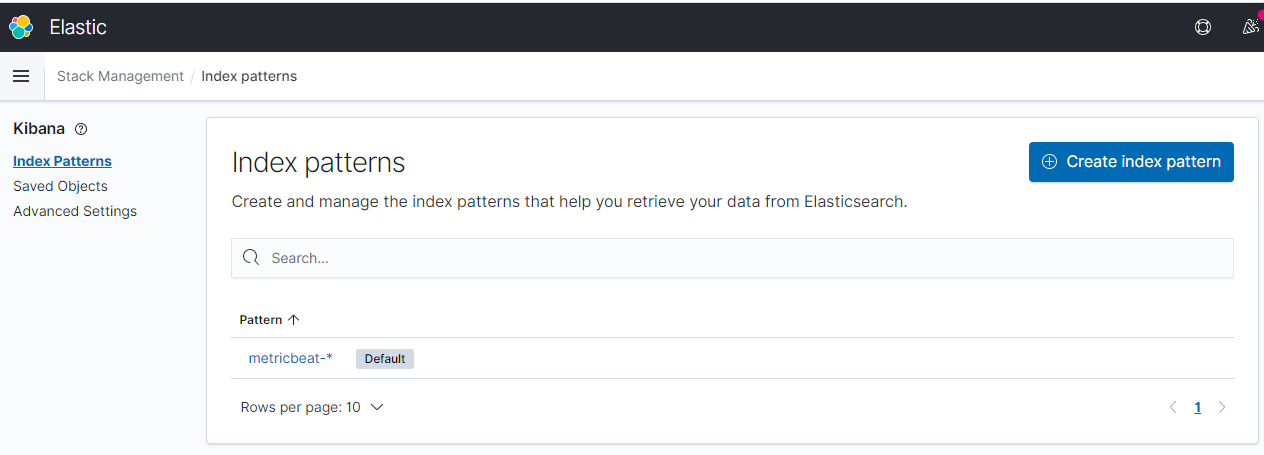 Elastic
Stack Management / Index patterns
Kibana
Index Patterns
Saved Objects
Advanced Settings
Index patterns
Create index pattern
Create and manage the index patterns that help you retrieve your data from Elasticsearch.
Search...
Pattern
metricbeat-* Default
Rows per page: 10
1